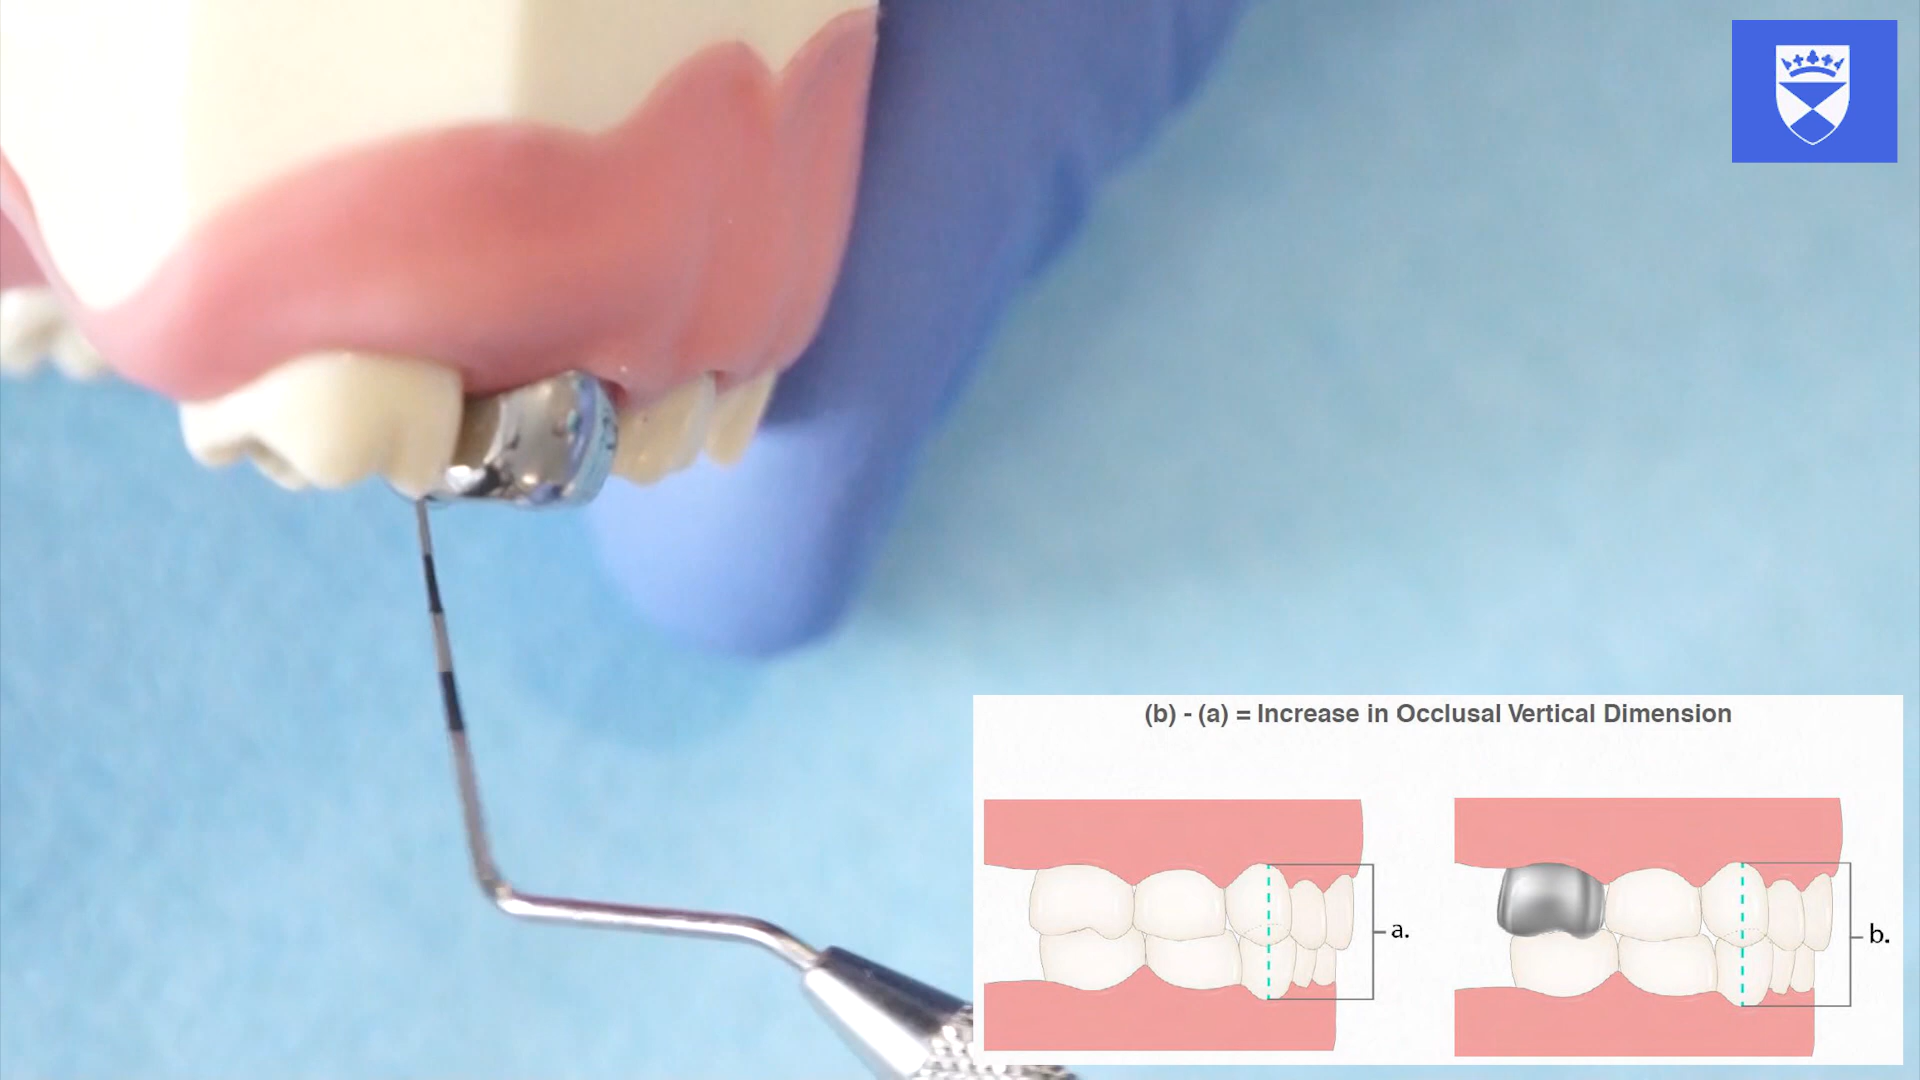 (b) - (a) = Increase in Occlusal Vertical Dimension
a.
b.